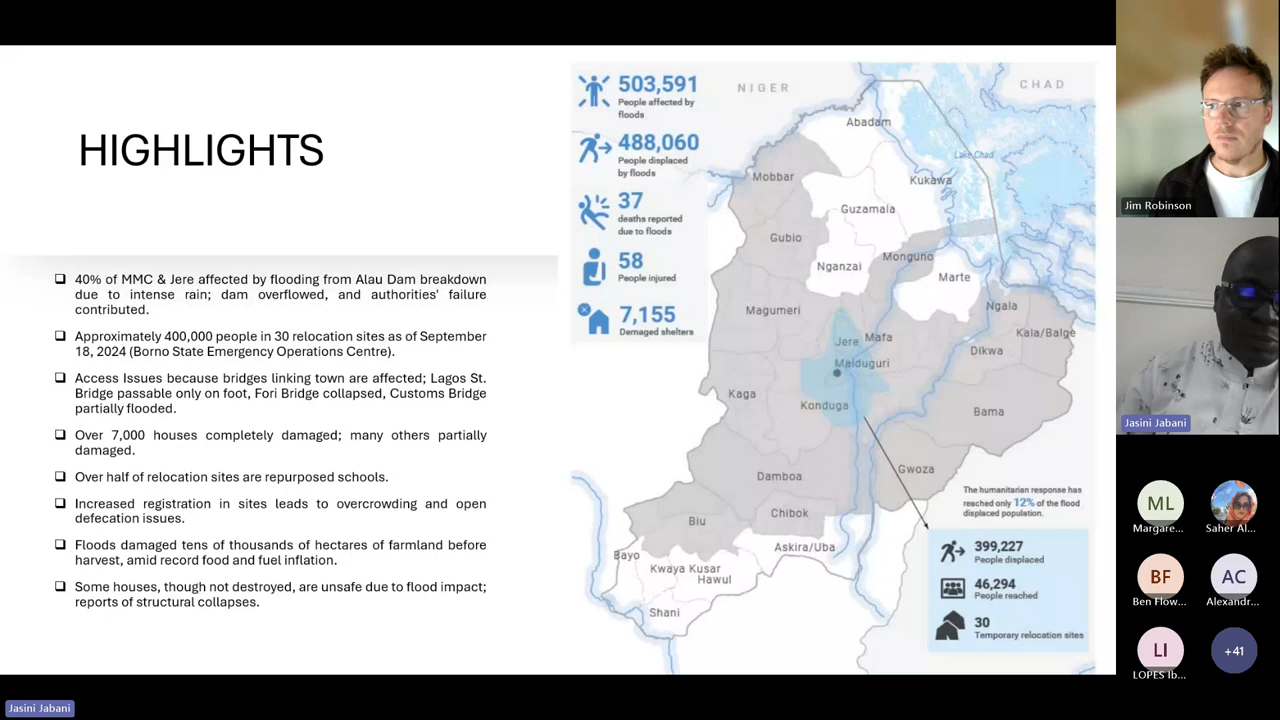 HIGHLIGHTS
❑ 40% of MMC & Jere affected by flooding from Alau Dam breakdown
due to intense rain; dam overflowed, and authorities' failure
contributed.
❑ Approximately 400,000 people in 30 relocation sites as of September
18, 2024 (Borno State Emergency Operations Centre).
❑ Access Issues because bridges linking town are affected; Lagos St.
Bridge passable only on foot, Fori Bridge collapsed, Customs Bridge
partially flooded.
❑ Over 7,000 houses completely damaged; many others partially
damaged.
❑ Over half of relocation sites are repurposed schools.
❑ Increased registration in sites leads to overcrowding and open
defecation issues.
❑ Floods damaged tens of thousands of hectares of farmland before
harvest, amid record food and fuel inflation.
❑ Some houses, though not destroyed, are unsafe due to flood impact;
reports of structural collapses.
503,591
People affected by
floods
488,060
People displaced
by floods
37
deaths reported
due to floods
58
People injured
7,155
Damaged shelters
NIGER
CHAD
Abadam
Lake Chad
Mobbar
Kukawa
Guzamala
Gubio
Monguno
Nganzai
Marte
Magumeri
Ngala
Jere
Mafa
Kala/Balge
Dikwa
Maiduguri
Kaga
Konduga
Bama
Gwoza
Damboa
Chibok
Biu
Askira/Uba
Bayo
Kwaya Kusar
Hawul
Shani
The humanitarian response has
reached only 12% of the flood
displaced population.
399,227
People displaced
46,294
People reached
30
Temporary relocation sites
Jim Robinson
Jasini Jabani
ML
Margare...
Saher Al...
BF
Ben Flow...
AC
Alexandr...
LI
LOPES Ib...
+41
Jasini Jabani